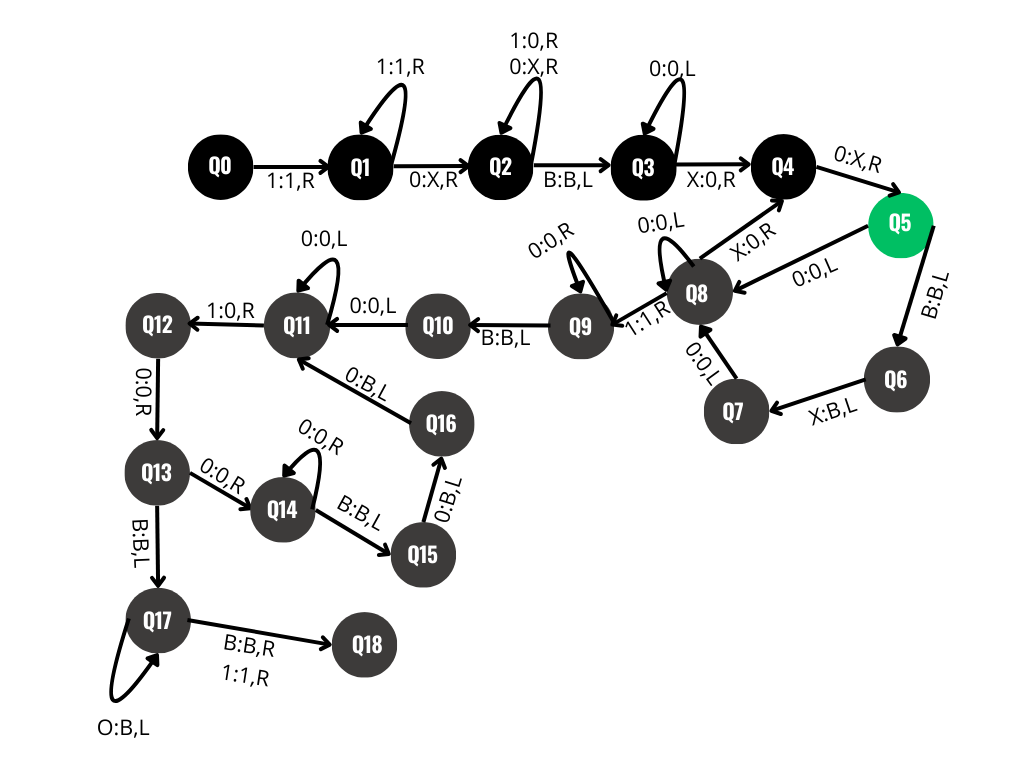 1:0,R
0:X,R
1:1,R
0:0,L
Q0
Q1
Q2
Q3
Q4
0:X,R
1:1,R
0:X,R
B:B,L
X:0,R
Q5
0:0,L
0:0,R
0:0,L
X:0,R
0:0,L
B:B,L
Q12
1:0,R
Q11
0:0,L
Q10
B:B,L
Q9
1:1,R
Q8
0:0,L
Q6
0:0,R
0:B,L
Q7
X:B,L
Q16
0:0,R
Q13
0:0,R
Q14
B:B,L
0:B,L
Q15
B:B,L
Q17
B:B,R
1:1,R
Q18
O:B,L